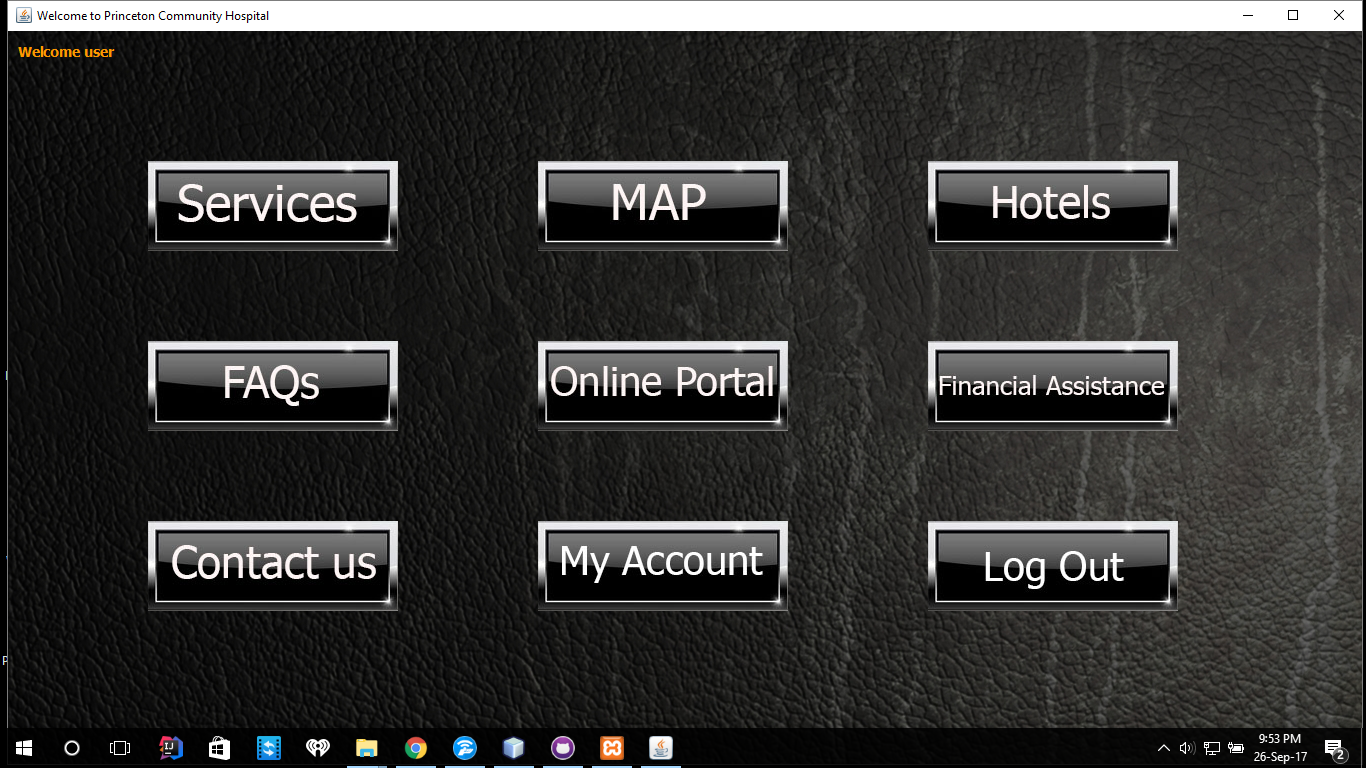 Welcome to Princeton Community Hospital
Welcome user
Services
MAP
Hotels
FAQs
Online Portal
Financial Assistance
Contact us
My Account
Log Out
9:53 PM
26-Sep-17
2